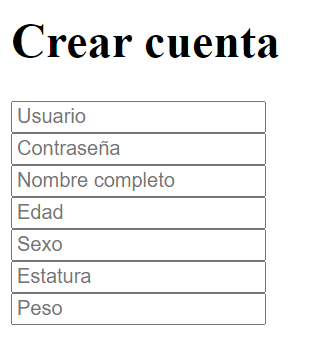 Crear cuenta
Usuario
Contraseña
Nombre completo
Edad
Sexo
Estatura
Peso